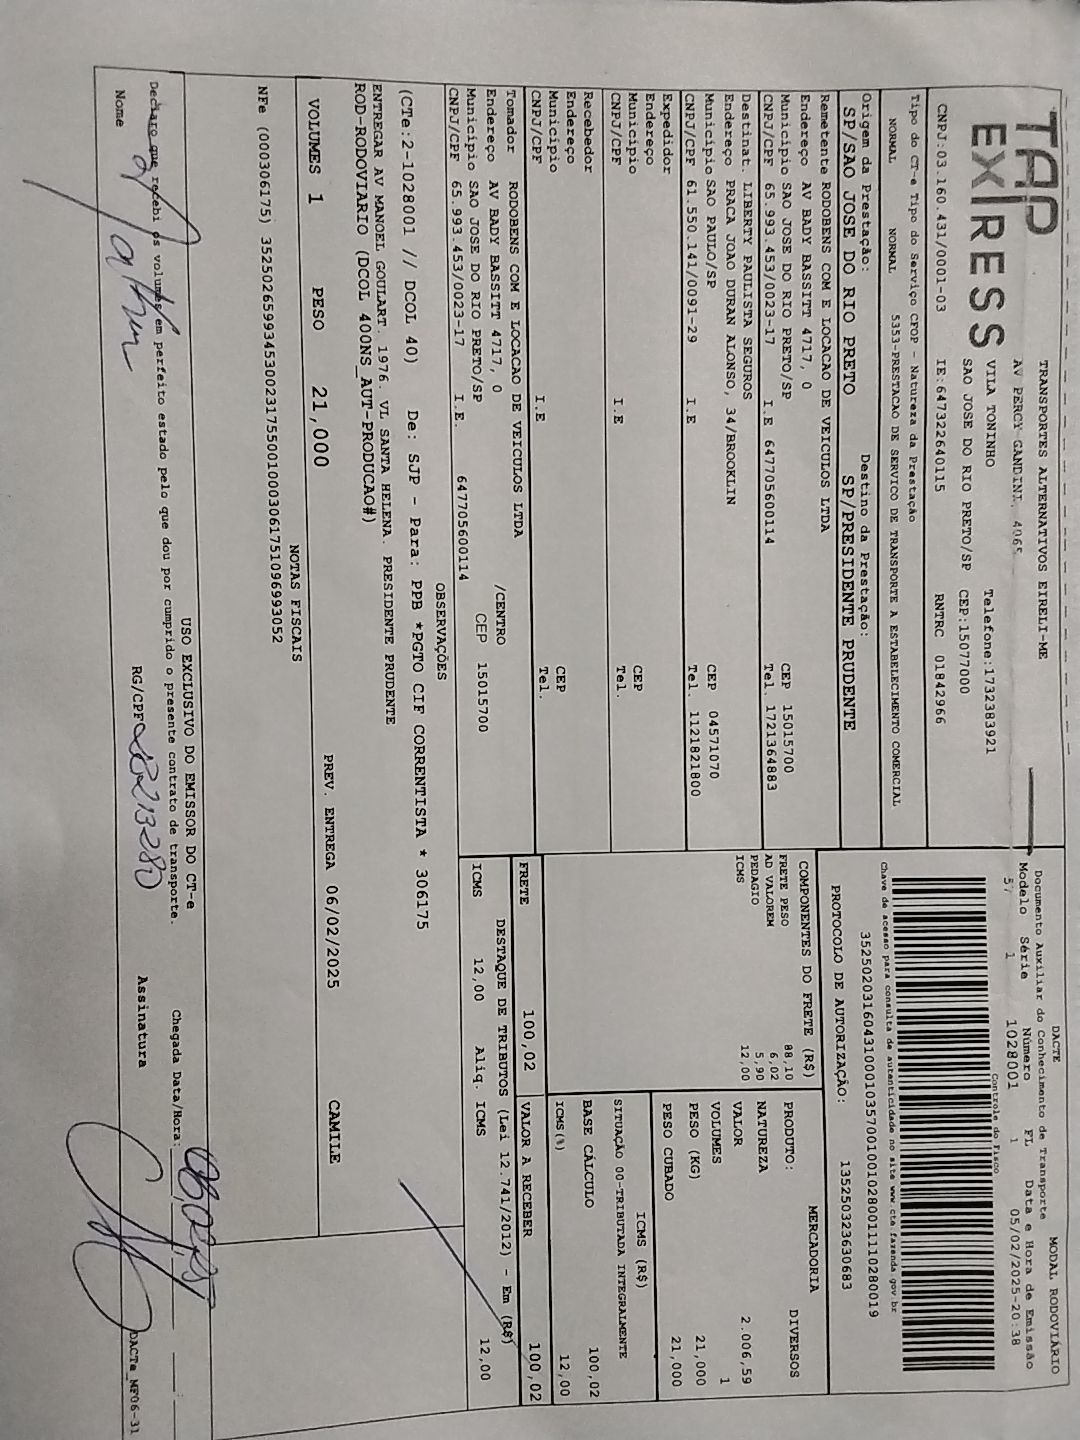 TAP
EXPRESS
TRANSPORTES ALTERNATIVOS EIRELI-ME
AV PERCY GANDINI, 4065
VILA TONINHO Telefone:1732383921
SAO JOSE DO RIO PRETO/SP CEP:15077000
CNPJ:03.160.431/0001-03 IE:647322640115 RNTRC 01842966
DACTE MODAL RODOVIÁRIO
Documento Auxiliar do Conhecimento de Transporte
Modelo Série Número FL Data e Hora de Emissão
57 1 1028001 1 05/02/2025-20:38
Controle do Fisco
Chave de acesso para consulta de autenticidade no site www.cte.fazenda.gov.br
35250203160431000103570010010280011110280019
PROTOCOLO DE AUTORIZAÇÃO: 135250323630683
Tipo do CT-e Tipo do Serviço CFOP - Natureza da Prestação
NORMAL NORMAL 5353-PRESTACAO DE SERVICO DE TRANSPORTE A ESTABELECIMENTO COMERCIAL
Origem da Prestação: Destino da Prestação:
SP/SAO JOSE DO RIO PRETO SP/PRESIDENTE PRUDENTE
Remetente RODOBENS COM E LOCACAO DE VEICULOS LTDA
Endereço AV BADY BASSITT 4717, 0
Município SAO JOSE DO RIO PRETO/SP CEP 15015700
CNPJ/CPF 65.993.453/0023-17 I.E 647705600114 Tel. 1721364883
Destinat. LIBERTY PAULISTA SEGUROS
Endereço PRACA JOAO DURAN ALONSO, 34/BROOKLIN
Município SAO PAULO/SP CEP 04571070
CNPJ/CPF 61.550.141/0091-29 I.E Tel. 1121821800
Expedidor
Endereço
Município CEP
CNPJ/CPF I.E Tel.
Recebedor
Endereço
Município CEP
CNPJ/CPF I.E Tel.
Tomador RODOBENS COM E LOCACAO DE VEICULOS LTDA
Endereço AV BADY BASSITT 4717, 0 /CENTRO
Município SAO JOSE DO RIO PRETO/SP CEP 15015700
CNPJ/CPF 65.993.453/0023-17 I.E. 647705600114
COMPONENTES DO FRETE (R$)
FRETE PESO 88,10
AD VALOREM 6,02
PEDAGIO 5,90
ICMS 12,00
MERCADORIA
PRODUTO: DIVERSOS
NATUREZA
VALOR 2.006,59
VOLUMES 1
PESO (KG) 21,000
PESO CUBADO 21,000
ICMS (R$)
SITUAÇÃO 00-TRIBUTADA INTEGRALMENTE
BASE CÁLCULO 100,02
ICMS(%) 12,00
FRETE 100,02 VALOR A RECEBER 100,02
DESTAQUE DE TRIBUTOS (Lei 12.741/2012) - Em (R$)
ICMS 12,00 Aliq. ICMS 12,00
OBSERVAÇÕES
(CTe:2-1028001 // DCOL 40) De: SJP - Para: PPB *PGTO CIF CORRENTISTA * 306175
ENTREGAR AV MANOEL GOULART. 1976. VL SANTA HELENA. PRESIDENTE PRUDENTE
ROD-RODOVIARIO (DCOL 400NS_AUT-PRODUCAO#)
VOLUMES 1 PESO 21,000 PREV. ENTREGA 06/02/2025 CAMILE
NOTAS FISCAIS
NFe (000306175) 35250265993453002317550010003061751096993052
USO EXCLUSIVO DO EMISSOR DO CT-e
Declaro que recebi os volumes em perfeito estado pelo que dou por cumprido o presente contrato de transporte. Chegada Data/Hora:
Nome RG/CPF Assinatura
DACTe_MF06-31